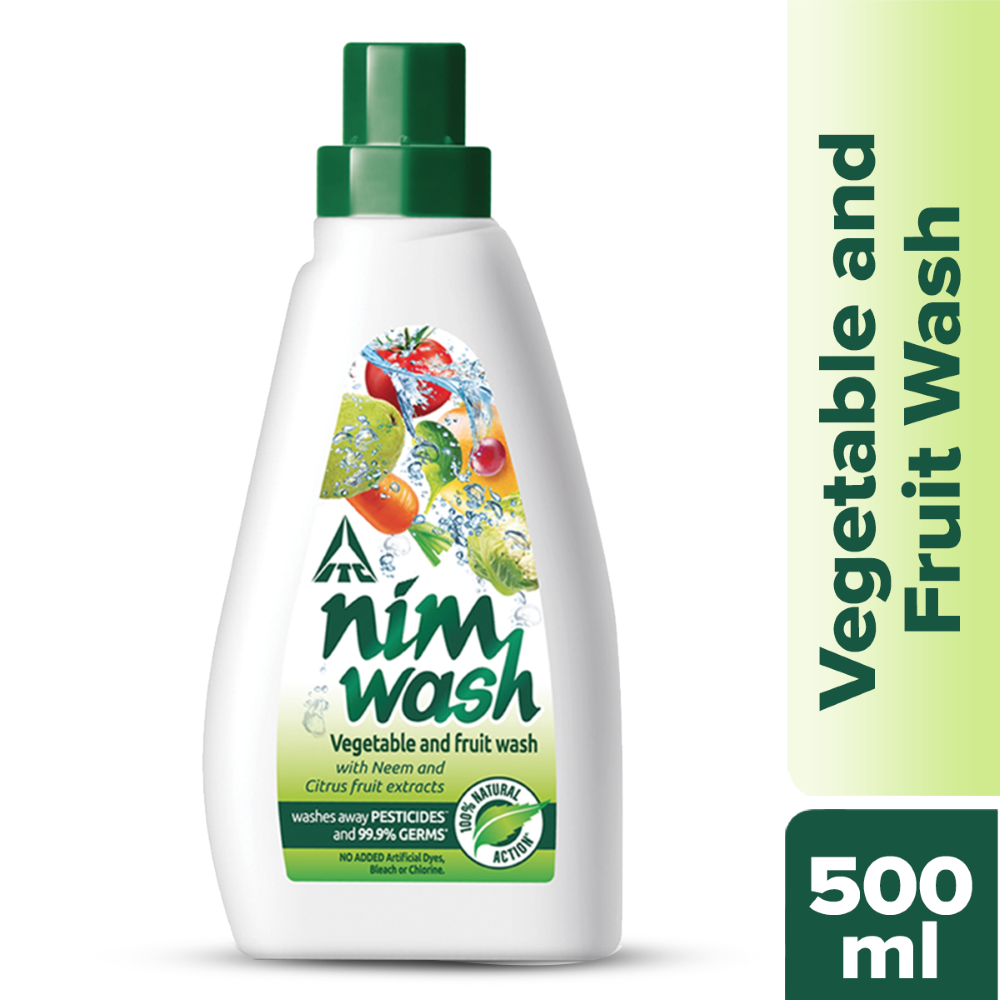 ITC
nim
wash
Vegetable and fruit wash
with Neem and
Citrus fruit extracts
washes away PESTICIDES**
and 99.9% GERMS*
NO ADDED Artificial Dyes,
Bleach or Chlorine.
100% NATURAL
ACTION*
Vegetable and
Fruit Wash
500
ml